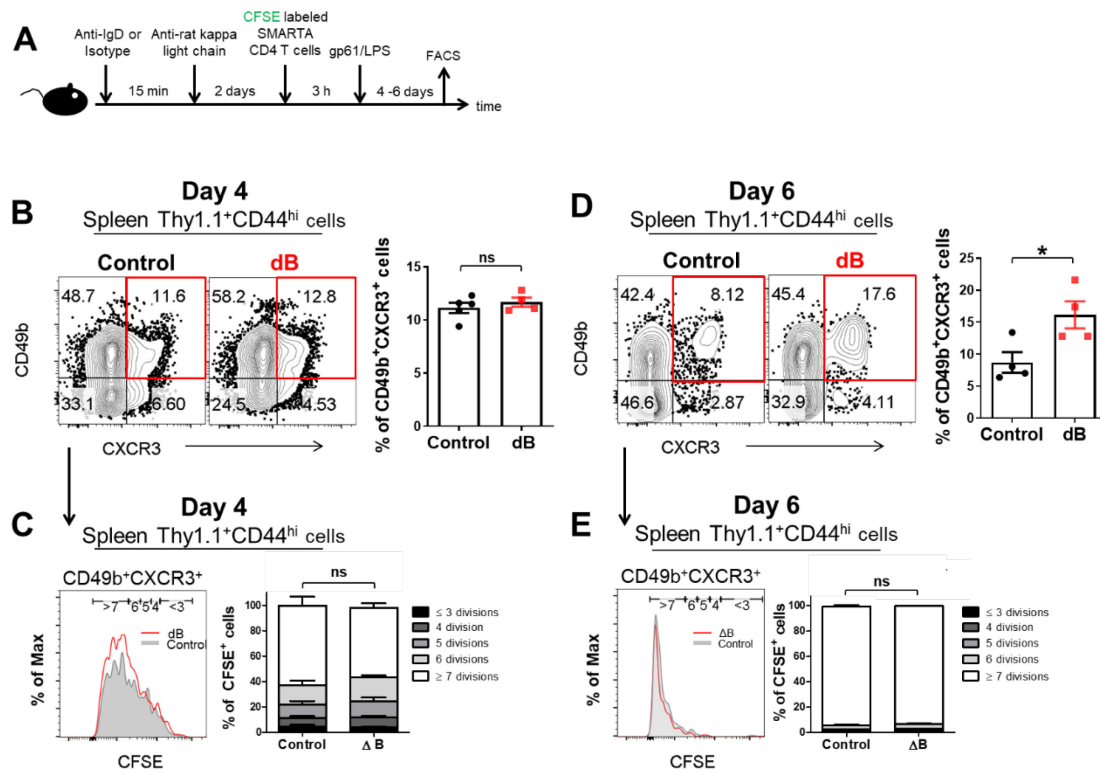 A
Anti-IgD or
Isotype
Anti-rat kappa
light chain
CFSE labeled
SMARTA
CD4 T cells
gp61/LPS
FACS
15 min
2 days
3 h
4 -6 days
time
B
Day 4
Spleen Thy1.1+CD44hi cells
Control
dB
48.7
11.6
58.2
12.8
33.1
6.60
24.5
4.53
CD49b
CXCR3
% of CD49b+CXCR3+ cells
15
10
5
0
ns
Control
dB
D
Day 6
Spleen Thy1.1+CD44hi cells
Control
dB
42.4
8.12
45.4
17.6
46.6
2.87
32.9
4.11
CD49b
CXCR3
% of CD49b+CXCR3+ cells
25
20
15
10
5
0
*
Control
dB
C
Day 4
Spleen Thy1.1+CD44hi cells
CD49b+CXCR3+
>7
6
5
4
<3
dB
Control
% of Max
CFSE
% of CFSE+ cells
100
80
60
40
20
0
ns
Control
Δ B
≤ 3 divisions
4 division
5 divisions
6 divisions
≥ 7 divisions
E
Day 6
Spleen Thy1.1+CD44hi cells
CD49b+CXCR3+
>7
6
5
4
<3
ΔB
Control
% of Max
CFSE
% of CFSE+ cells
100
80
60
40
20
0
ns
Control
ΔB
≤ 3 divisions
4 divisions
5 divisions
6 divisions
≥ 7 divisions